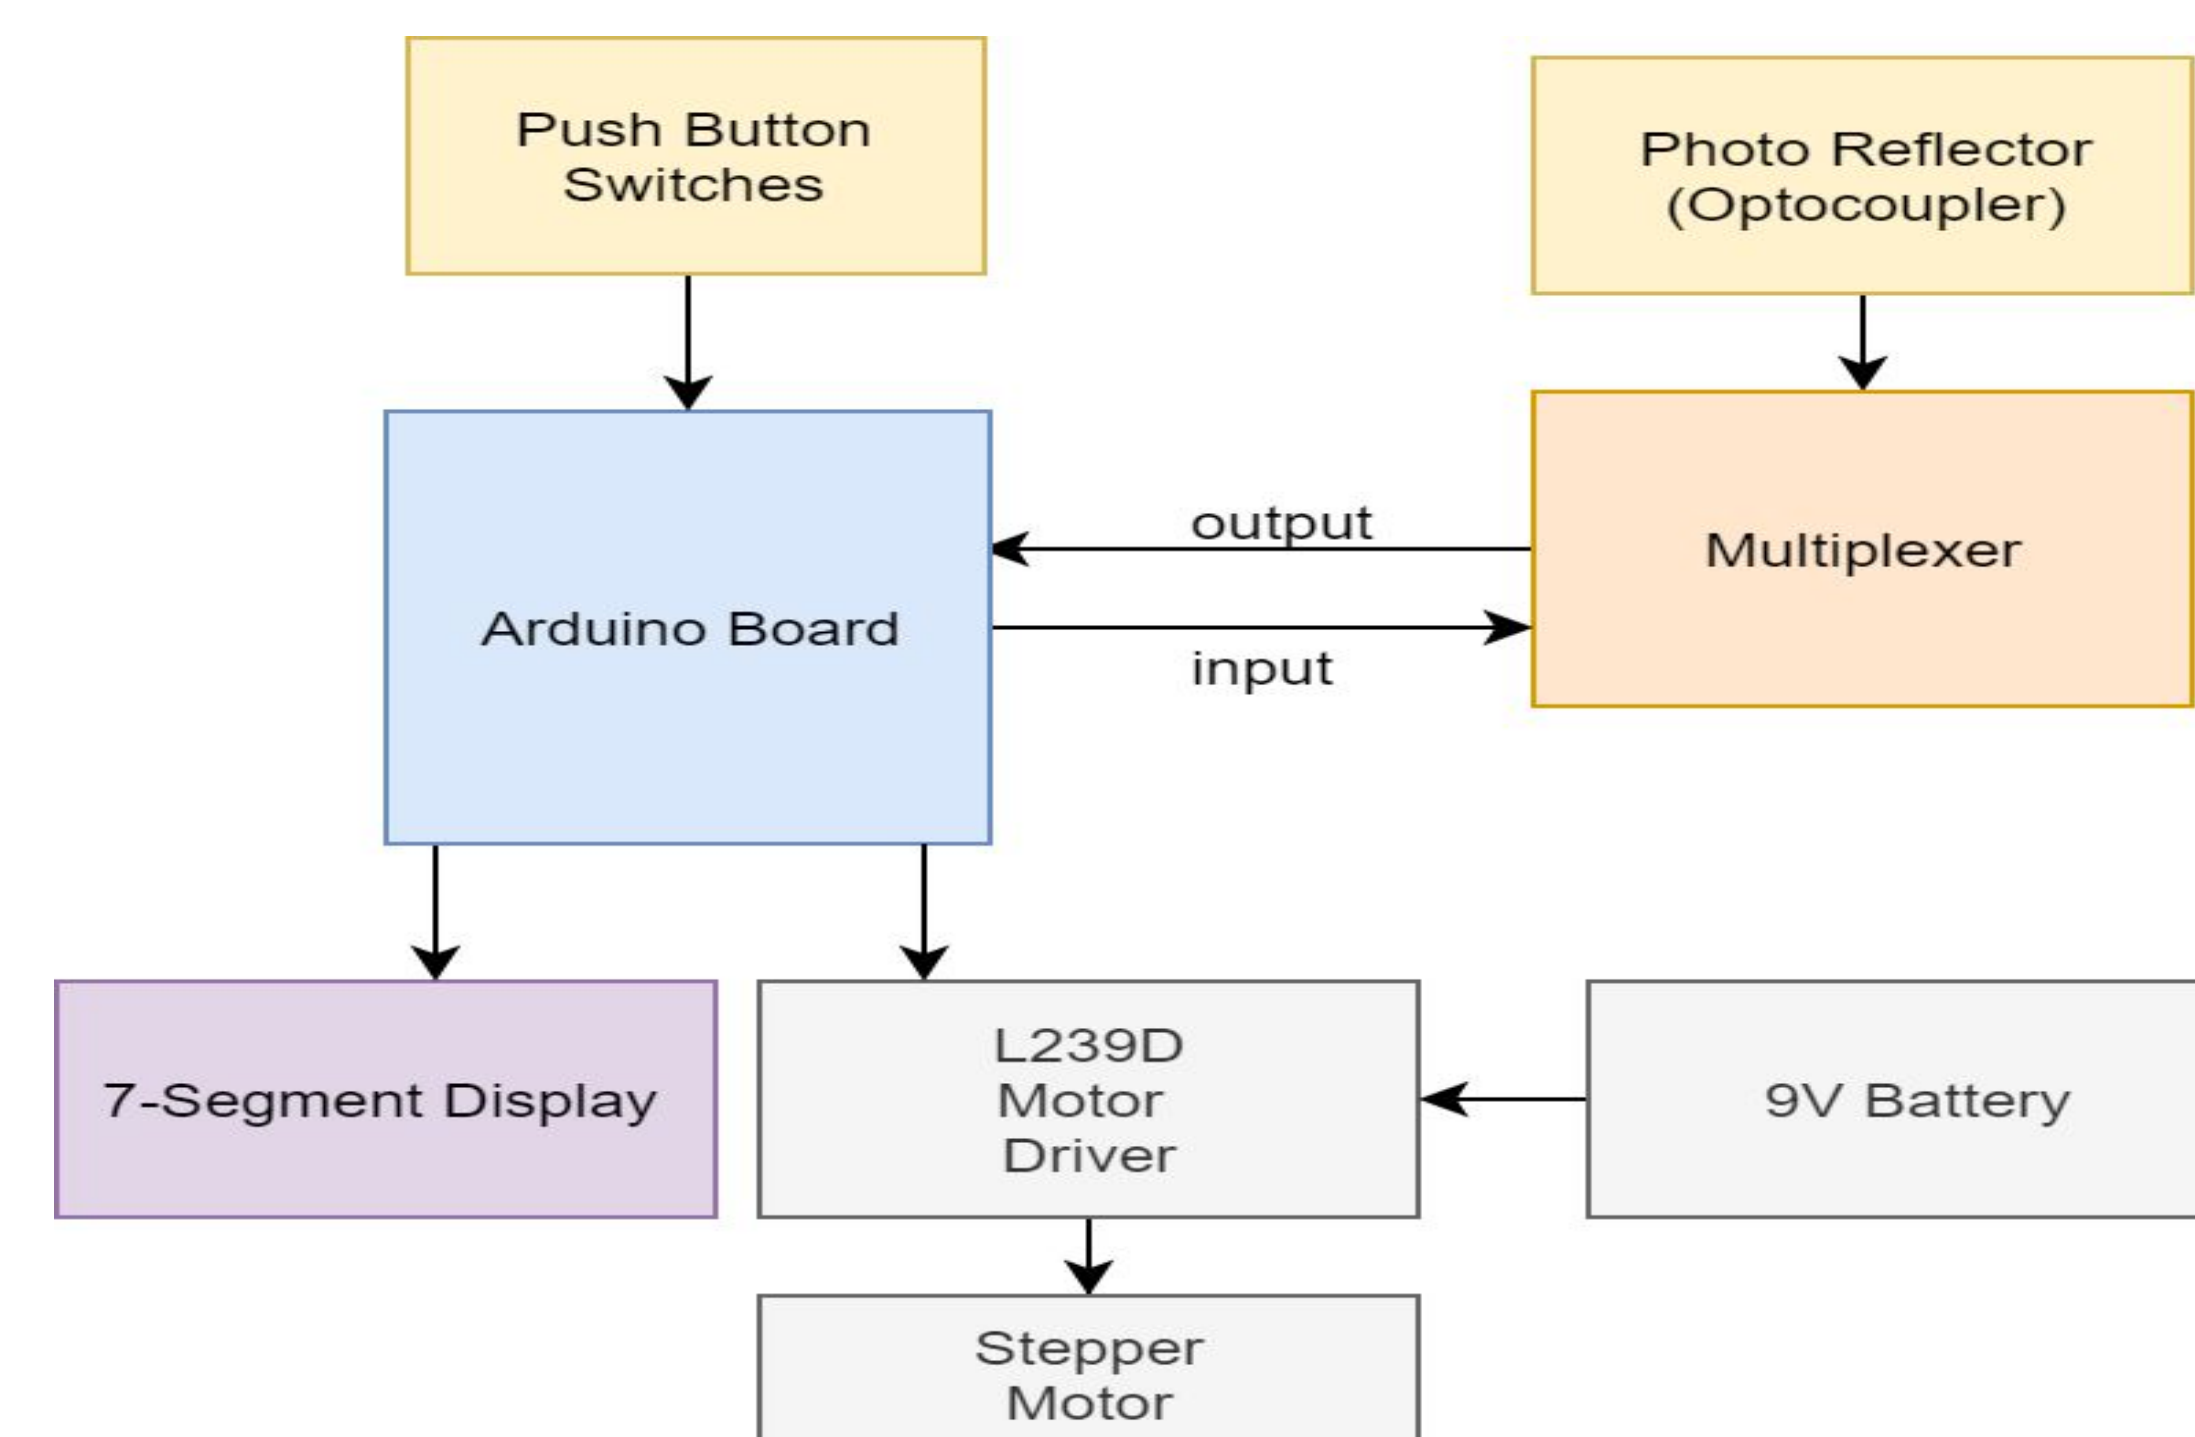 Push Button
Switches
Photo Reflector
(Optocoupler)
output
Multiplexer
Arduino Board
input
7-Segment Display
L239D
Motor
Driver
9V Battery
Stepper
Motor